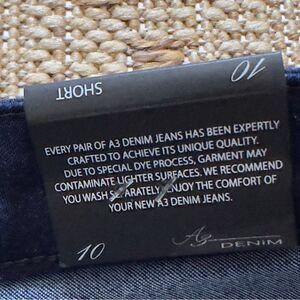 10
SHORT
EVERY PAIR OF A3 DENIM JEANS HAS BEEN EXPERTLY
CRAFTED TO ACHIEVE ITS UNIQUE QUALITY.
DUE TO SPECIAL DYE PROCESS, GARMENT MAY
CONTAMINATE LIGHTER SURFACES. WE RECOMMEND
YOU WASH SEPARATELY. ENJOY THE COMFORT OF
YOUR NEW A3 DENIM JEANS.
10
A3
DENIM